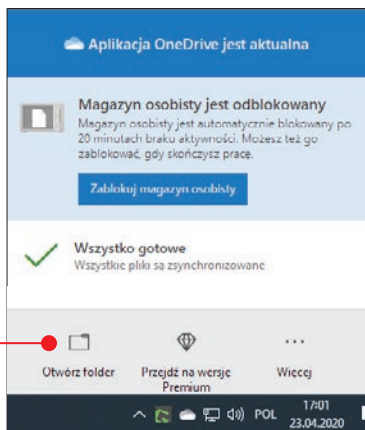 Aplikacja OneDrive jest aktualna
Magazyn osobisty jest odblokowany
Magazyn osobisty jest automatycznie blokowany po
20 minutach braku aktywności. Możesz też go
zablokować, gdy skończysz pracę.
Zablokuj magazyn osobisty
Wszystko gotowe
Wszystkie pliki są zsynchronizowane
Otwórz folder
Przejdź na wersję
Premium
Więcej
POL
17:01
23.04.2020